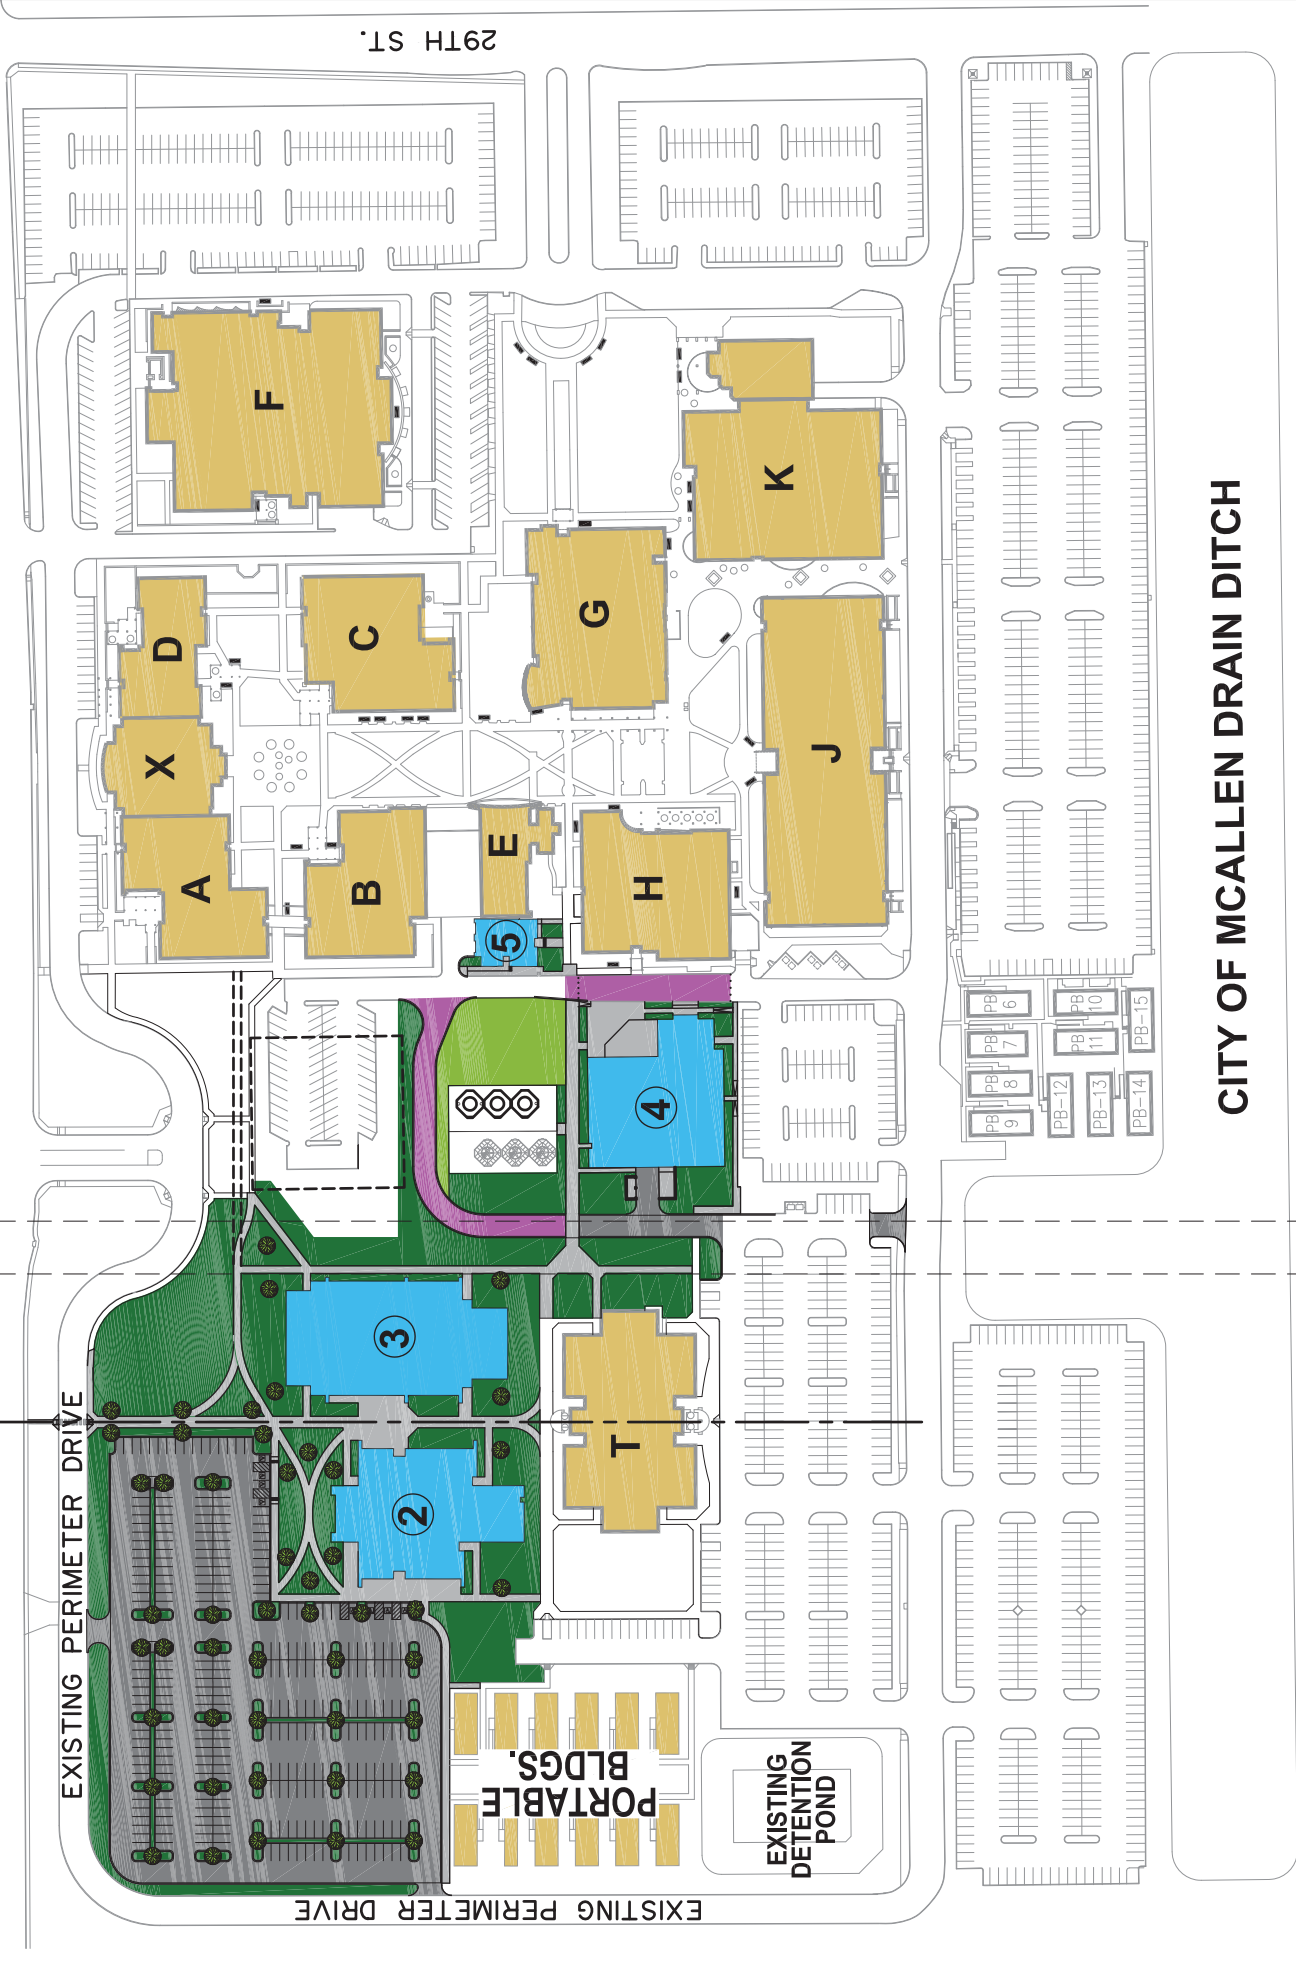 29TH ST.
F
K
D
C
G
X
J
A
B
E
H
5
4
3
2
T
PB
6
PB
7
PB
8
PB
9
PB
10
PB
11
PB-12
PB-13
PB-14
PB-15
CITY OF MCALLEN DRAIN DITCH
EXISTING PERIMETER DRIVE
PORTABLE
BLDGS.
EXISTING
DETENTION
POND
EXISTING PERIMETER DRIVE